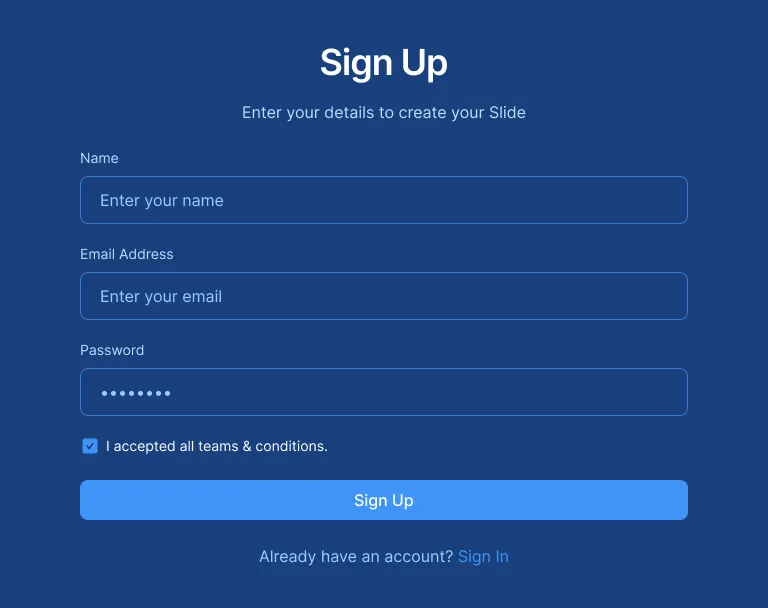 Sign Up
Enter your details to create your Slide
Name
Enter your name
Email Address
Enter your email
Password
••••••••
I accepted all teams & conditions.
Sign Up
Already have an account? Sign In